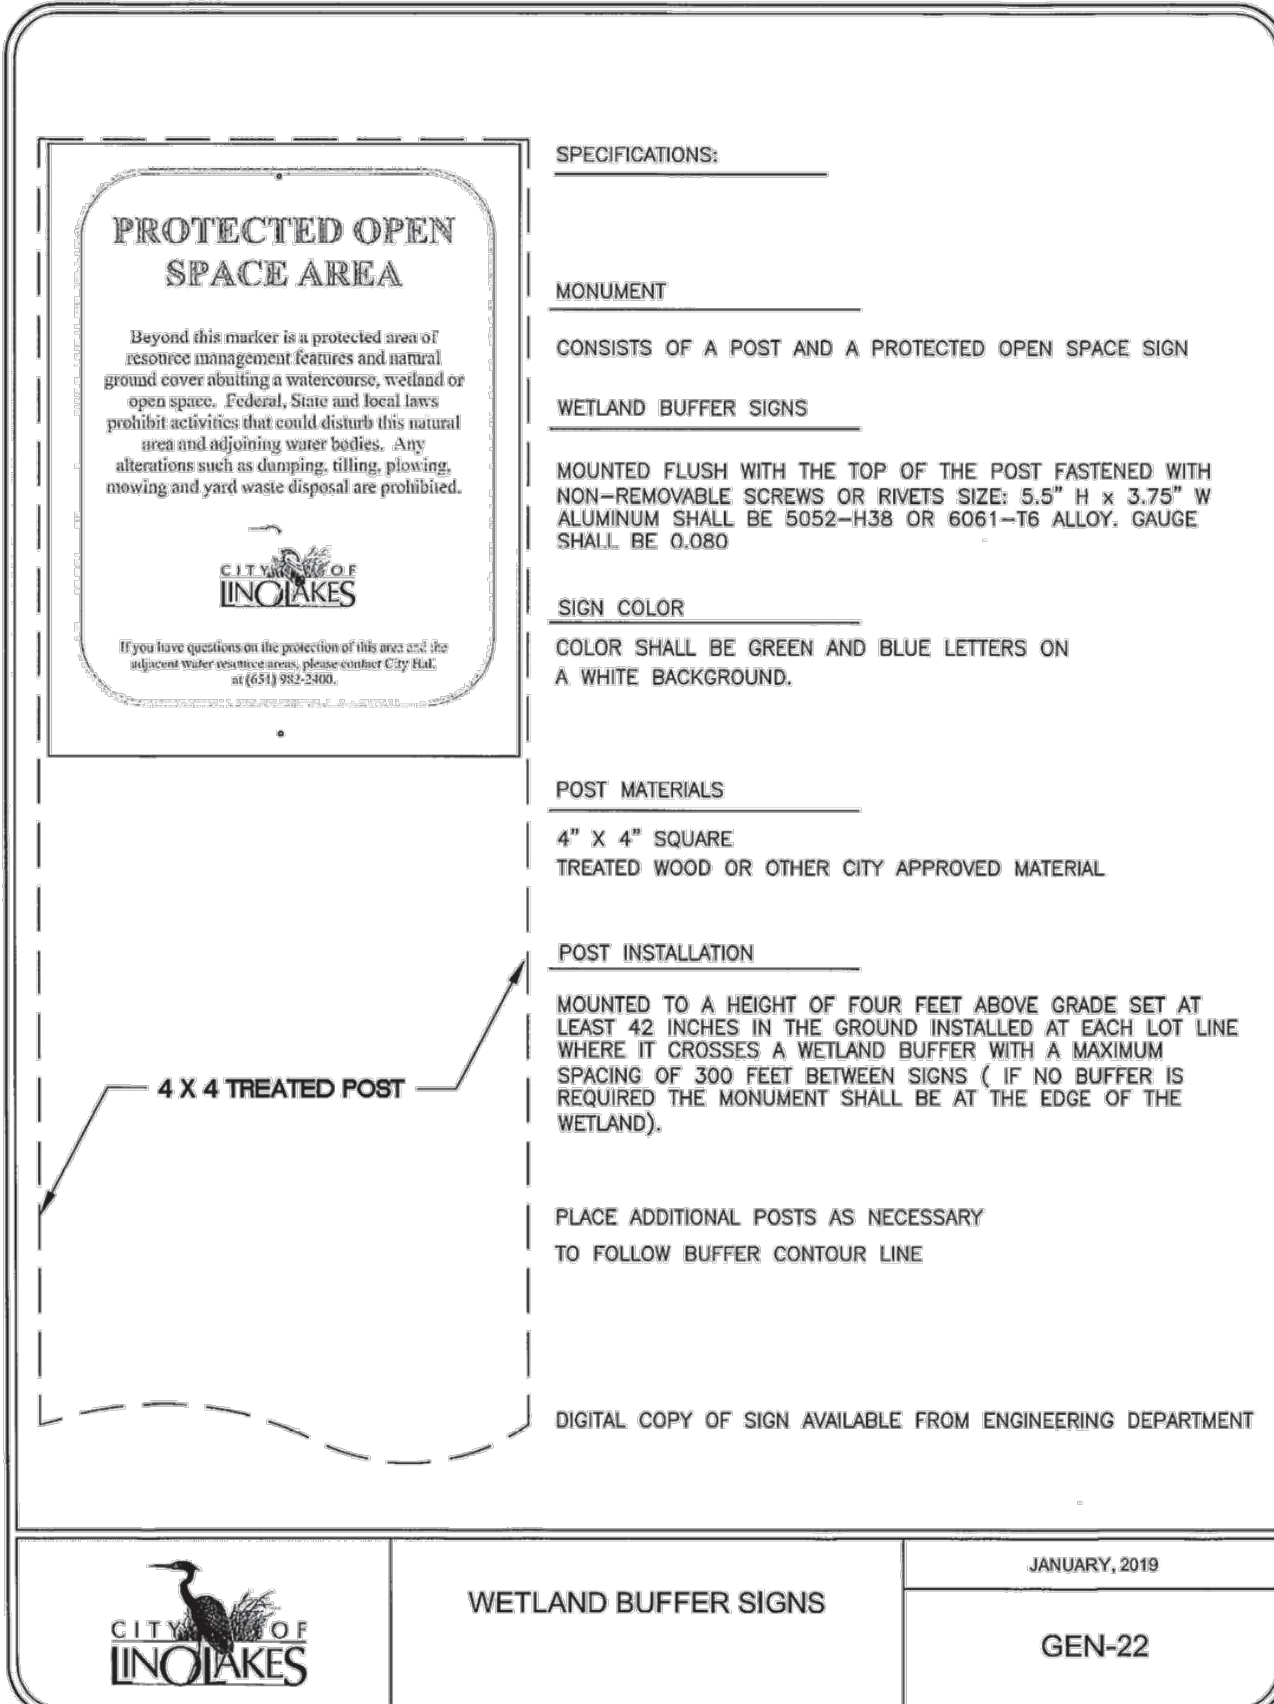 PROTECTED OPEN
SPACE AREA
Beyond this marker is a protected area of
resource management features and natural
ground cover abutting a watercourse, wetland or
open space. Federal, State and local laws
prohibit activities that could disturb this natural
area and adjoining water bodies. Any
alterations such as dumping, tilling, plowing,
mowing and yard waste disposal are prohibited.
CITY OF
LINO LAKES
If you have questions on the protection of this area and the
adjacent water resource areas, please contact City Hall,
at (651) 982-2400.
4 X 4 TREATED POST
SPECIFICATIONS:
MONUMENT
CONSISTS OF A POST AND A PROTECTED OPEN SPACE SIGN
WETLAND BUFFER SIGNS
MOUNTED FLUSH WITH THE TOP OF THE POST FASTENED WITH
NON-REMOVABLE SCREWS OR RIVETS SIZE: 5.5" H x 3.75" W
ALUMINUM SHALL BE 5052-H38 OR 6061-T6 ALLOY. GAUGE
SHALL BE 0.080
SIGN COLOR
COLOR SHALL BE GREEN AND BLUE LETTERS ON
A WHITE BACKGROUND.
POST MATERIALS
4" X 4" SQUARE
TREATED WOOD OR OTHER CITY APPROVED MATERIAL
POST INSTALLATION
MOUNTED TO A HEIGHT OF FOUR FEET ABOVE GRADE SET AT
LEAST 42 INCHES IN THE GROUND INSTALLED AT EACH LOT LINE
WHERE IT CROSSES A WETLAND BUFFER WITH A MAXIMUM
SPACING OF 300 FEET BETWEEN SIGNS ( IF NO BUFFER IS
REQUIRED THE MONUMENT SHALL BE AT THE EDGE OF THE
WETLAND).
PLACE ADDITIONAL POSTS AS NECESSARY
TO FOLLOW BUFFER CONTOUR LINE
DIGITAL COPY OF SIGN AVAILABLE FROM ENGINEERING DEPARTMENT
CITY OF
LINO LAKES
WETLAND BUFFER SIGNS
JANUARY, 2019
GEN-22